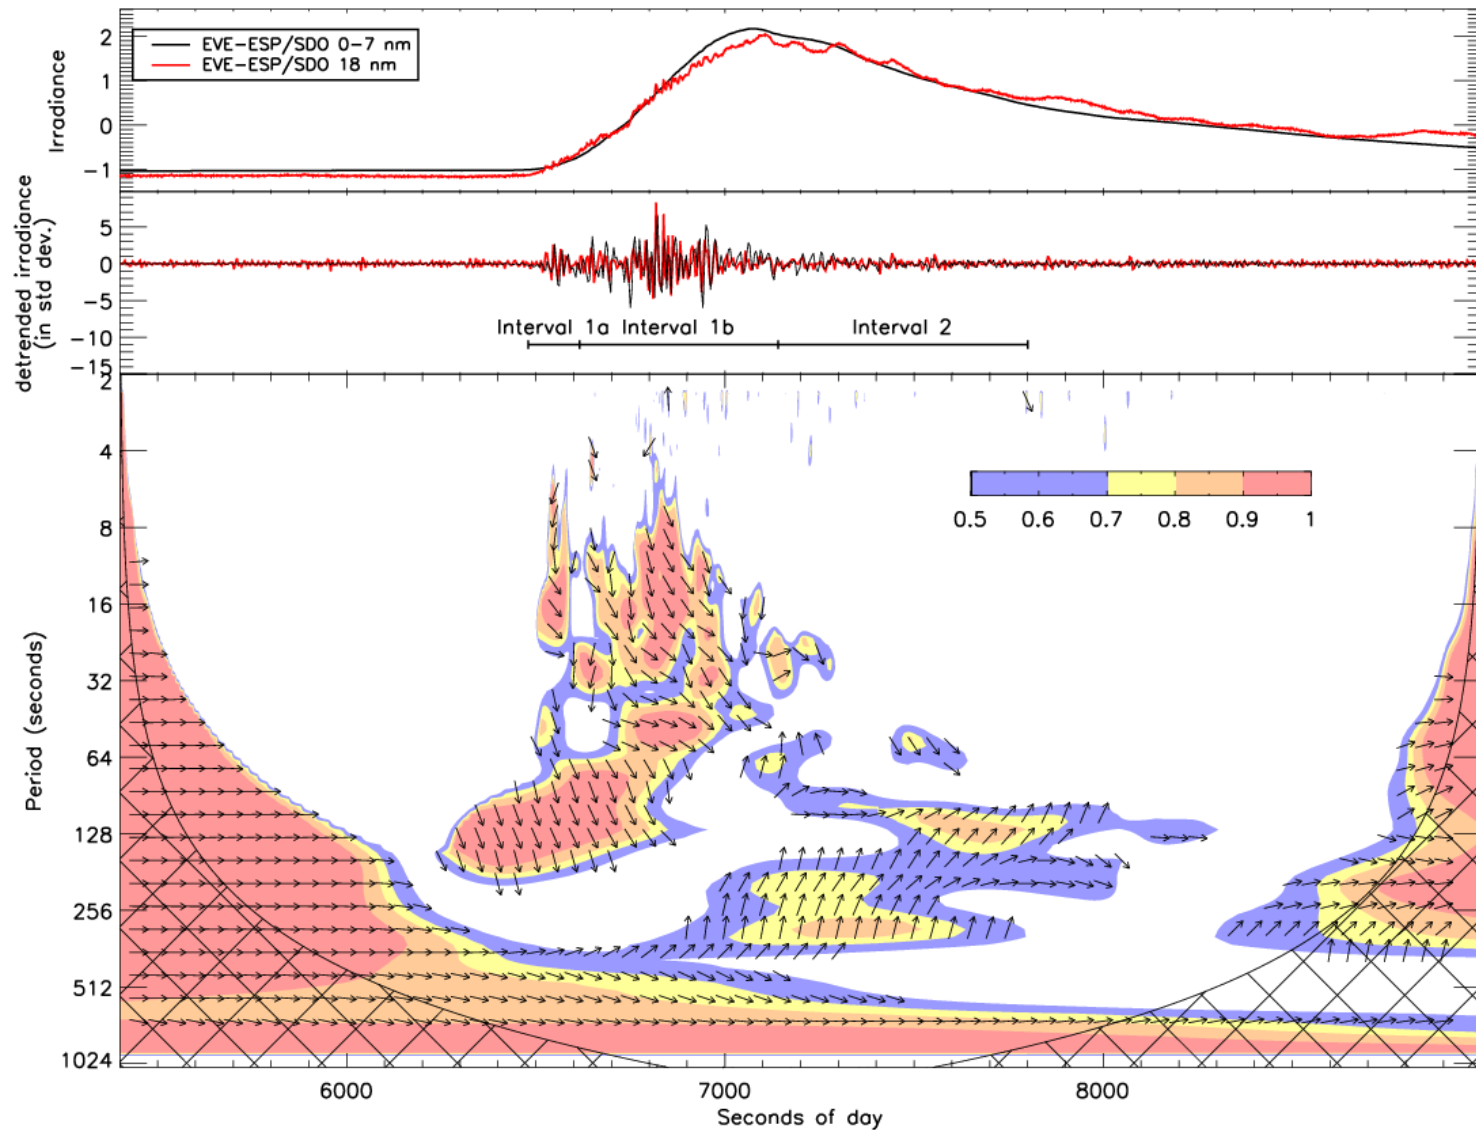 EVE-ESP/SDO 0-7 nm
EVE-ESP/SDO 18 nm
Irradiance
2
1
0
-1
detrended irradiance
(in std dev.)
5
0
-5
-10
-15
Interval 1a Interval 1b Interval 2
Period (seconds)
2
4
8
16
32
64
128
256
512
1024
0.5 0.6 0.7 0.8 0.9 1
6000 7000 8000
Seconds of day